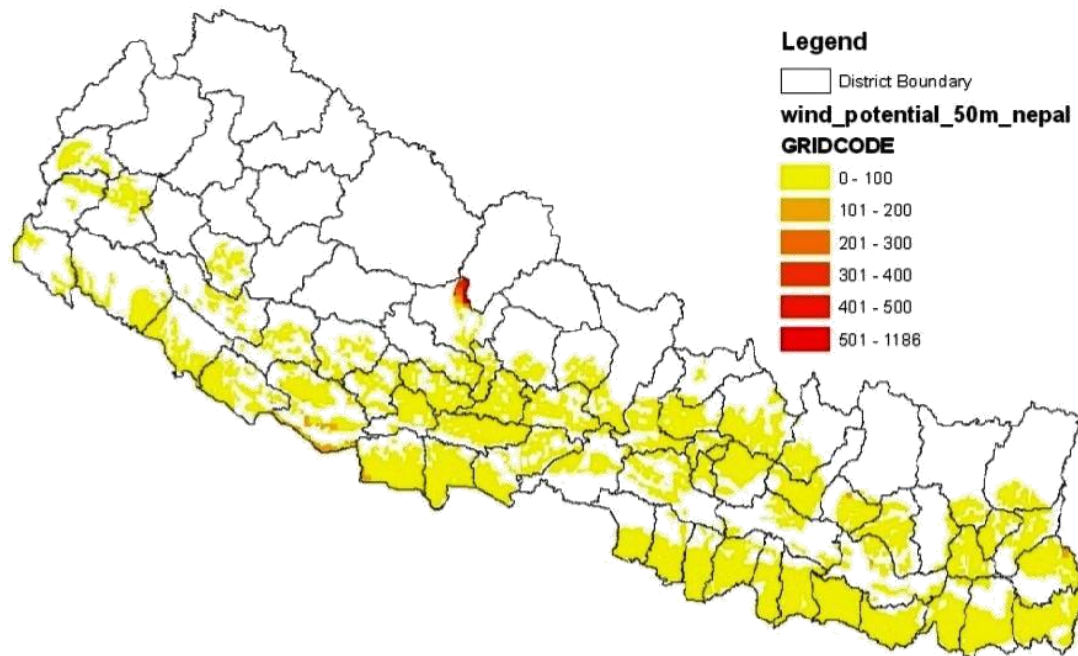 Legend
District Boundary
wind_potential_50m_nepal
GRIDCODE
0 - 100
101 - 200
201 - 300
301 - 400
401 - 500
501 - 1186